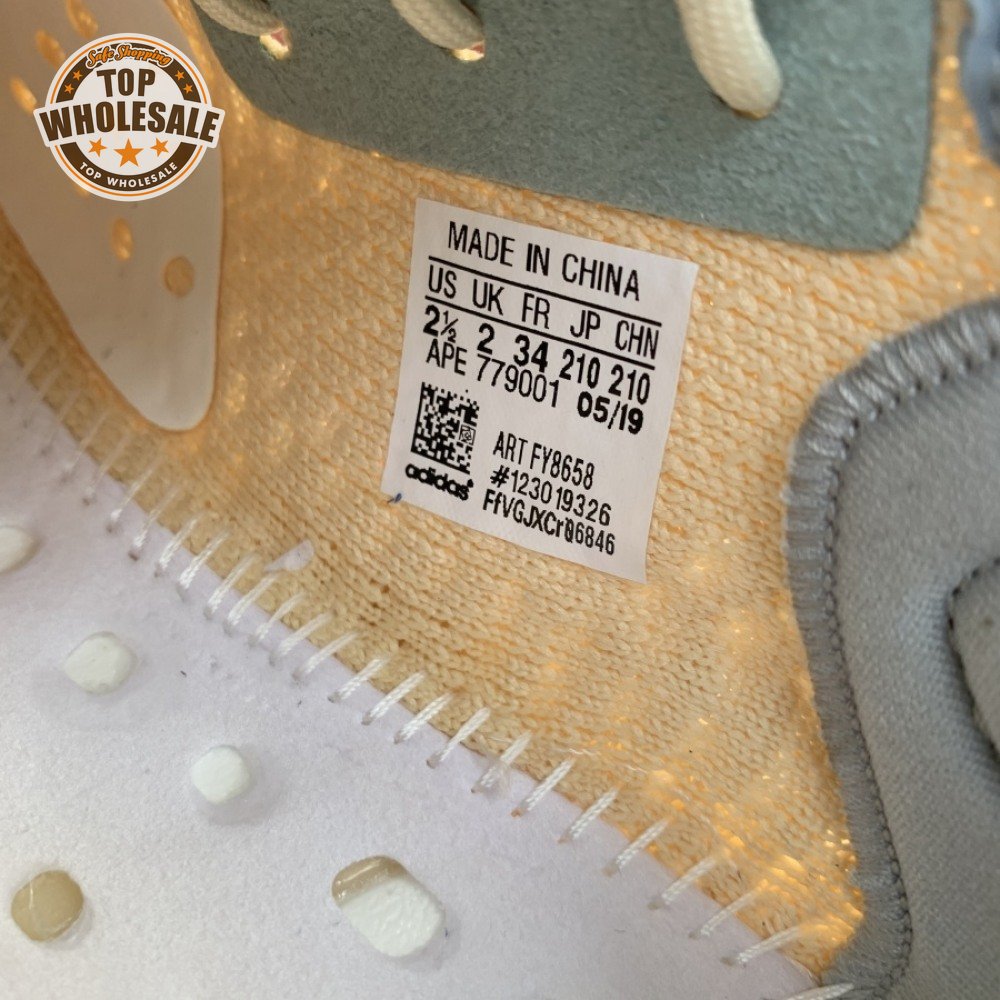 Safe Shopping
TOP
WHOLESALE
TOP WHOLESALE
MADE IN CHINA
US UK FR JP CHN
2½ 2 34 210 210
APE 779001 05/19
ART FY8658
#123019326
adidas